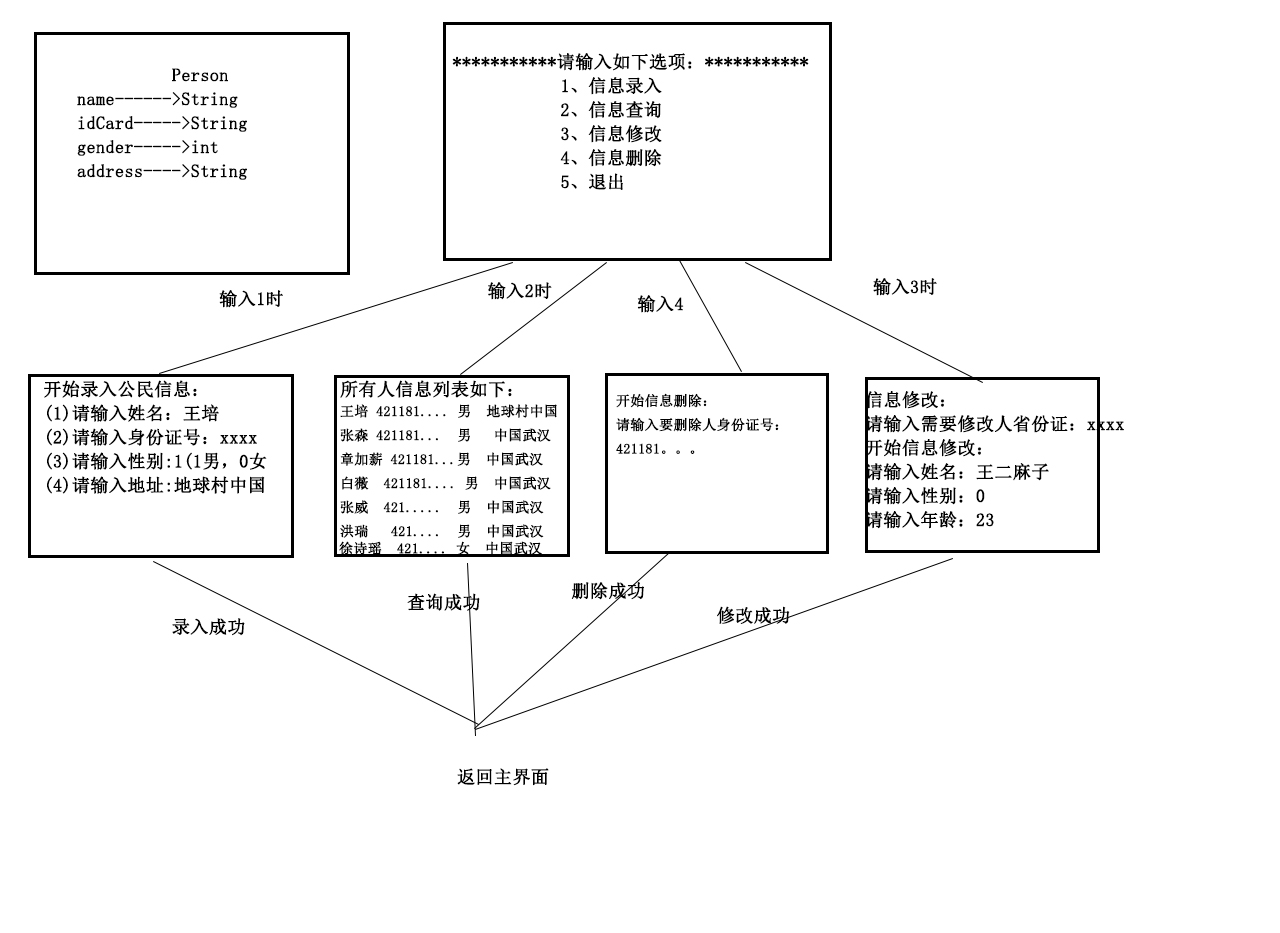 Person
name------>String
idCard----->String
gender----->int
address---->String
***********请输入如下选项：***********
1、信息录入
2、信息查询
3、信息修改
4、信息删除
5、退出
输入1时
输入2时
输入4
输入3时
开始录入公民信息：
(1)请输入姓名：王培
(2)请输入身份证号：xxxx
(3)请输入性别:1(1男，0女
(4)请输入地址:地球村中国
所有人信息列表如下：
王培 421181.... 男 地球村中国
张森 421181... 男 中国武汉
章加薪 421181... 男 中国武汉
白薇 421181.... 男 中国武汉
张威 421..... 男 中国武汉
洪瑞 421.... 男 中国武汉
徐诗瑶 421.... 女 中国武汉
开始信息删除：
请输入要删除人身份证号：
421181。。。
信息修改：
请输入需要修改人省份证：xxxx
开始信息修改：
请输入姓名：王二麻子
请输入性别：0
请输入年龄：23
录入成功
查询成功
删除成功
修改成功
返回主界面